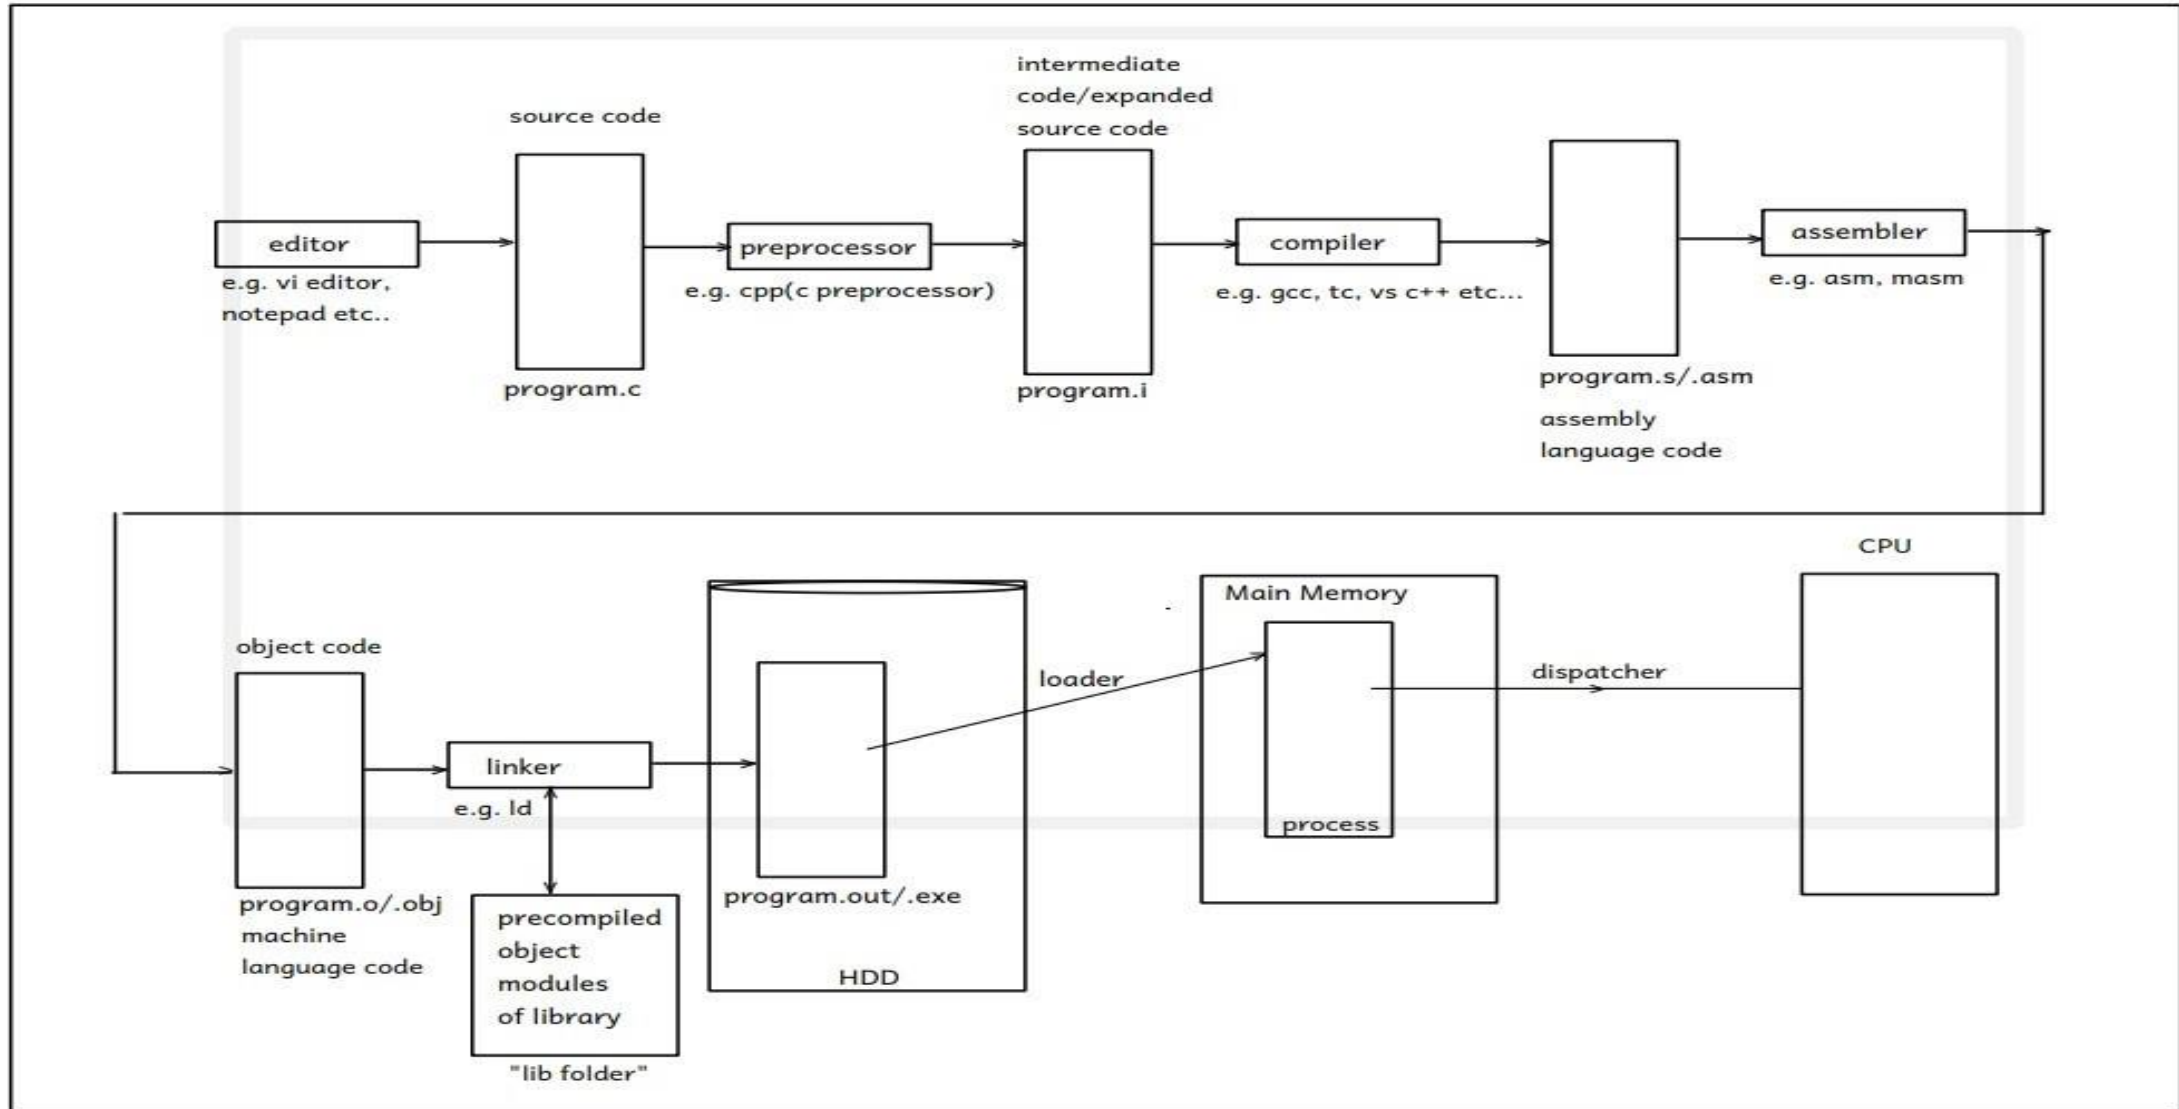 intermediate
code/expanded
source code
source code
editor
preprocessor
compiler
assembler
e.g. vi editor,
notepad etc..
e.g. cpp(c preprocessor)
e.g. gcc, tc, vs c++ etc...
e.g. asm, masm
program.c
program.i
program.s/.asm
assembly
language code
CPU
Main Memory
object code
loader
dispatcher
linker
e.g. ld
process
program.o/.obj
machine
language code
precompiled
object
modules
of library
"lib folder"
program.out/.exe
HDD